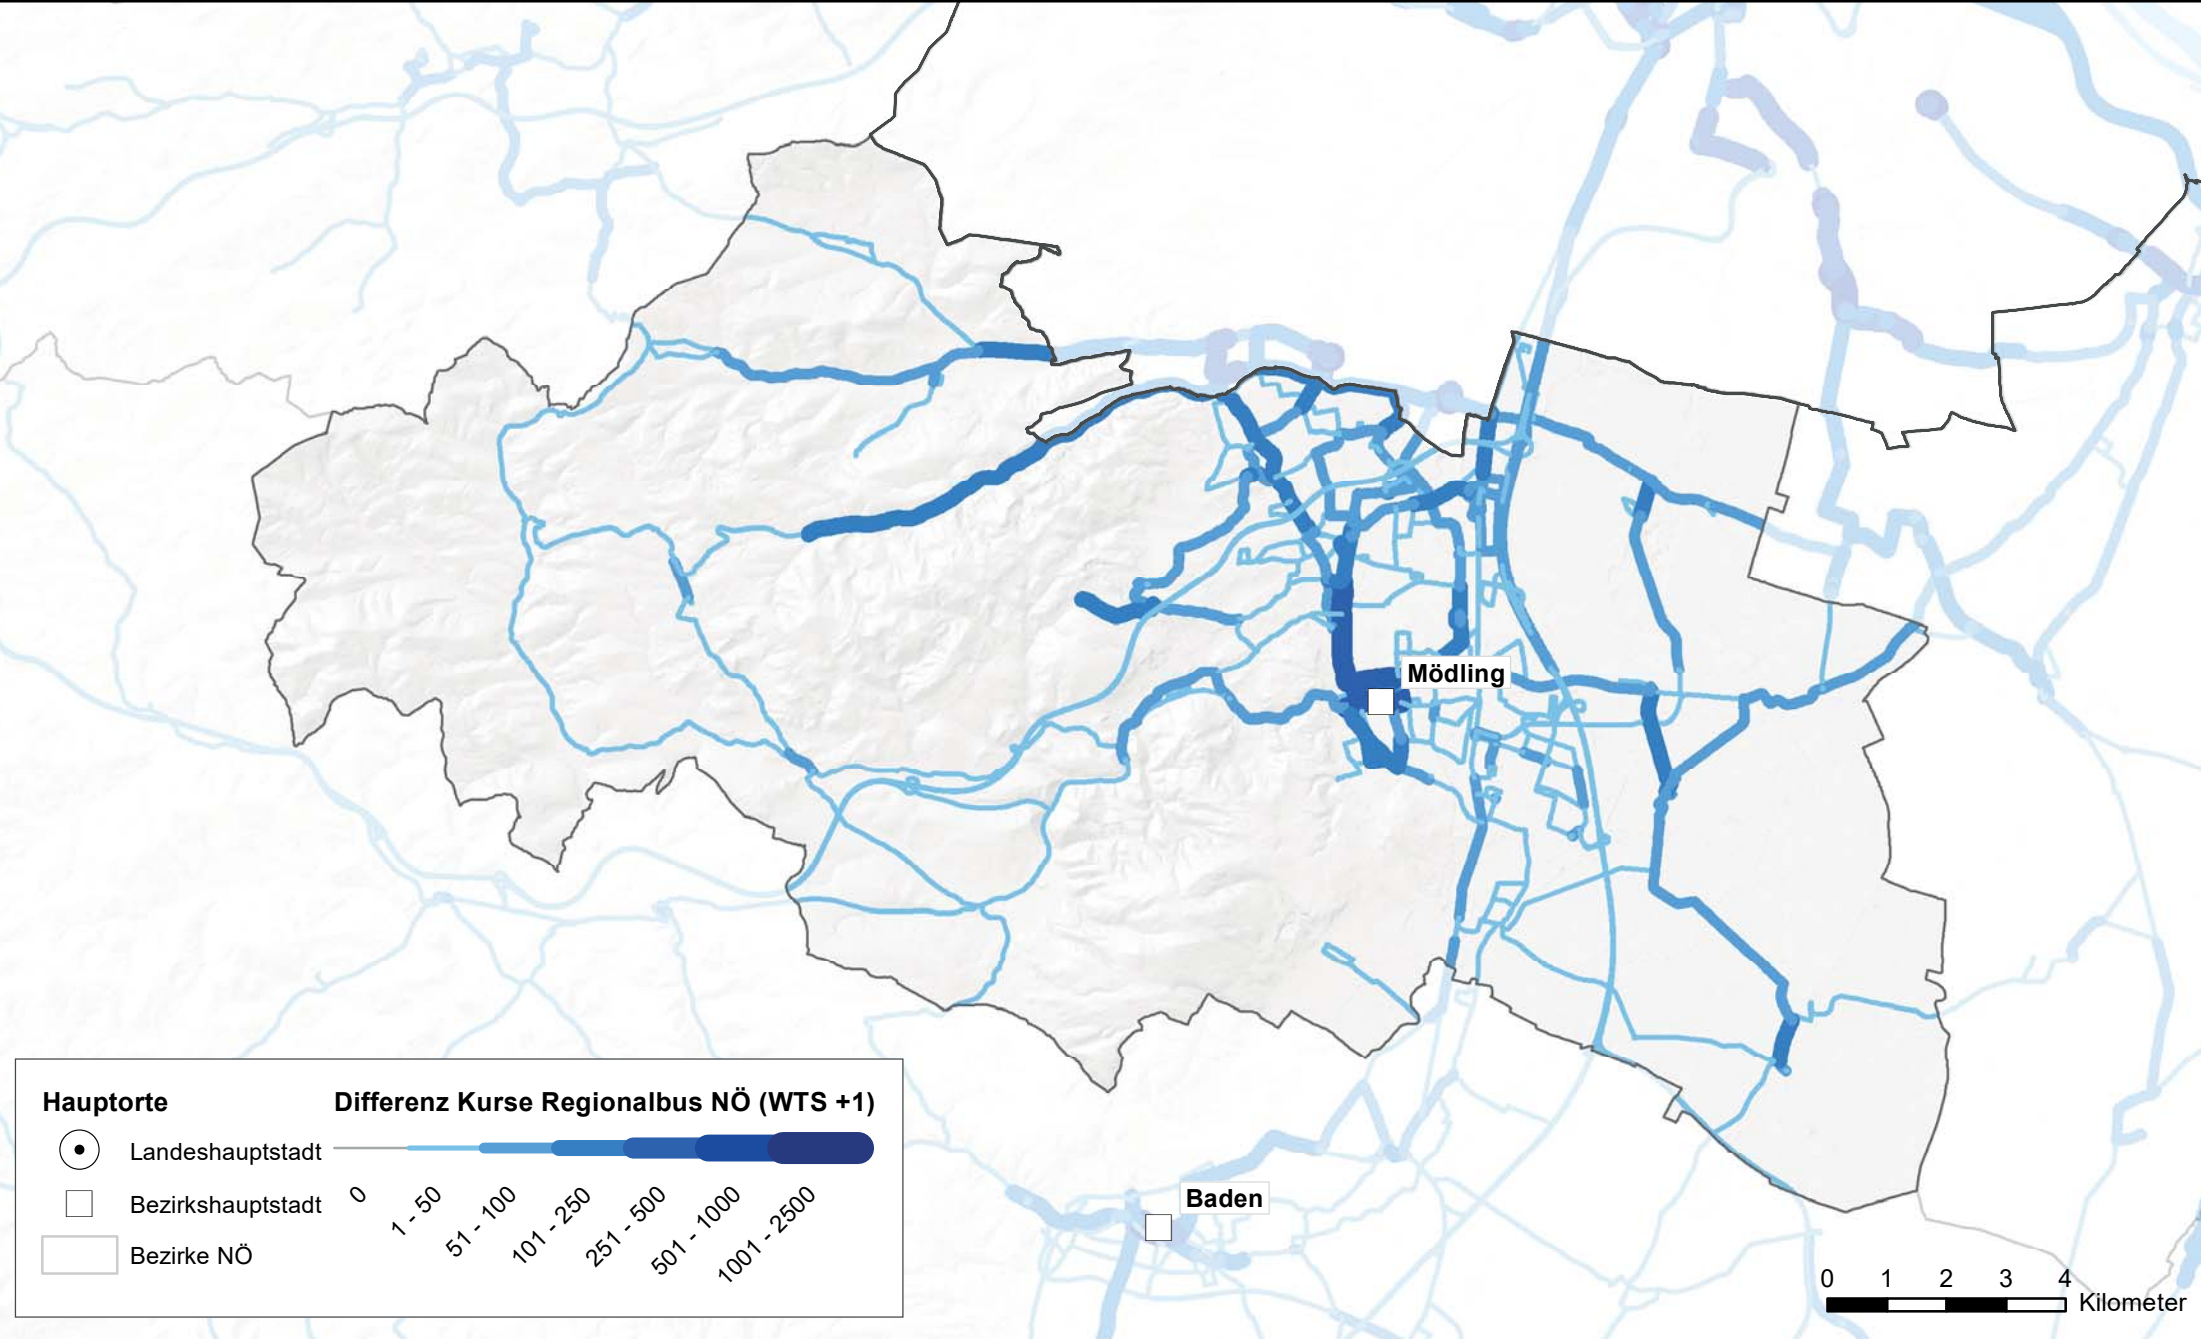 Mödling
Hauptorte
Landeshauptstadt
Bezirkshauptstadt
Bezirke NÖ
Differenz Kurse Regionalbus NÖ (WTS +1)
0
1 - 50
51 - 100
101 - 250
251 - 500
501 - 1000
1001 - 2500
Baden
0 1 2 3 4
Kilometer